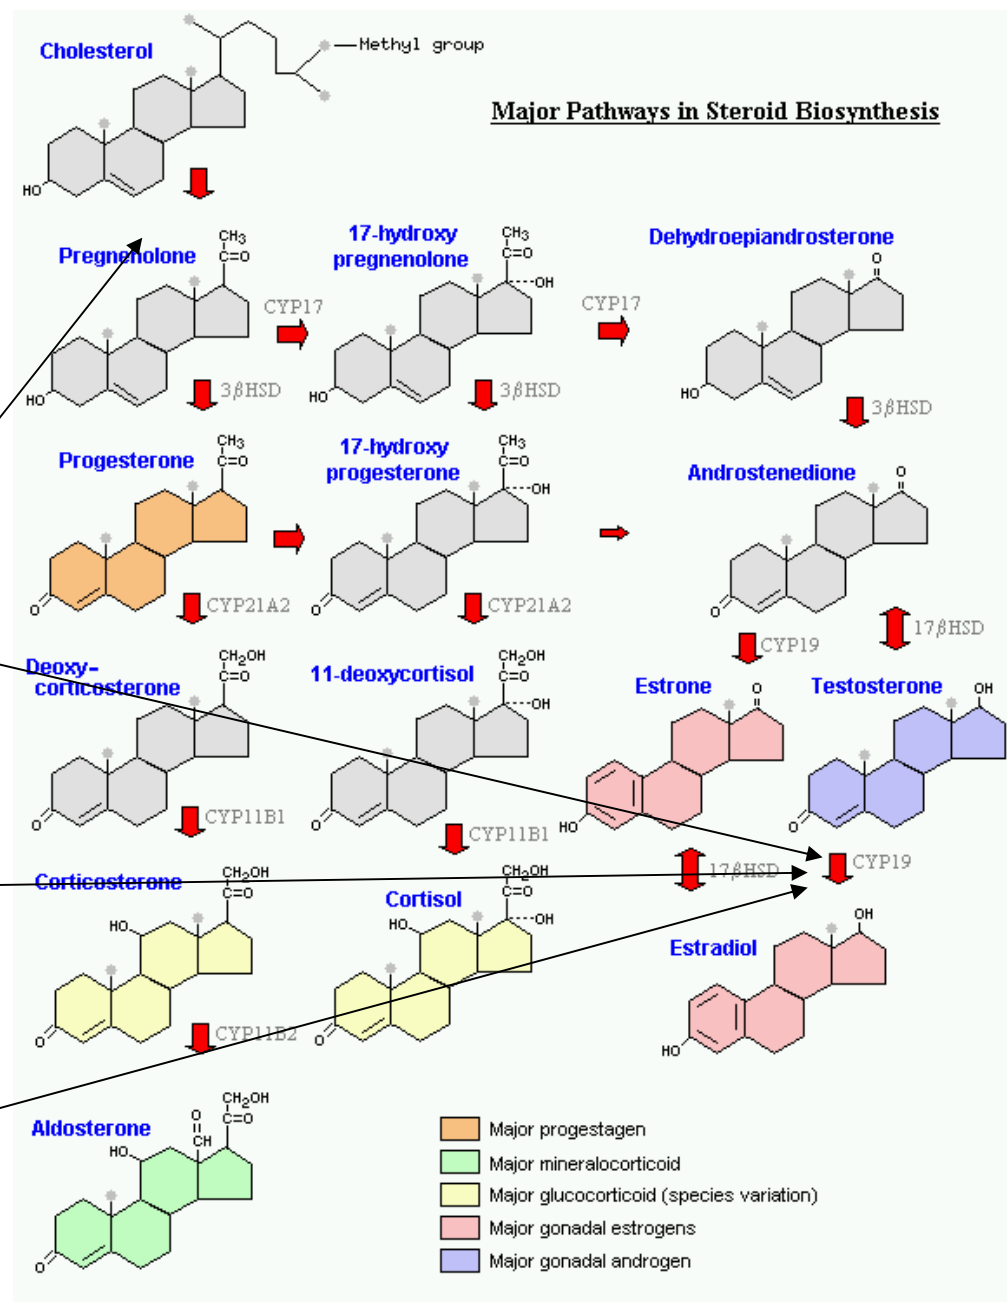 Cholesterol
Methyl group
Major Pathways in Steroid Biosynthesis
HO
Pregnenolone
CH3
C=O
HO
CYP17
3βHSD
17-hydroxy
pregnenolone
CH3
C=O
OH
HO
CYP17
3βHSD
Dehydroepiandrosterone
O
HO
3βHSD
Progesterone
CH3
C=O
O
CYP21A2
17-hydroxy
progesterone
CH3
C=O
OH
O
CYP21A2
Androstenedione
O
O
CYP19
17βHSD
Deoxy-
corticosterone
CH2OH
C=O
O
CYP11B1
11-deoxycortisol
CH2OH
C=O
OH
O
CYP11B1
Estrone
O
HO
17βHSD
Testosterone
OH
O
CYP19
Corticosterone
CH2OH
C=O
HO
O
CYP11B2
Cortisol
CH2OH
C=O
HO
OH
O
Estradiol
OH
HO
Aldosterone
CH2OH
C=O
O
CH
HO
O
Major progestagen
Major mineralocorticoid
Major glucocorticoid (species variation)
Major gonadal estrogens
Major gonadal androgen